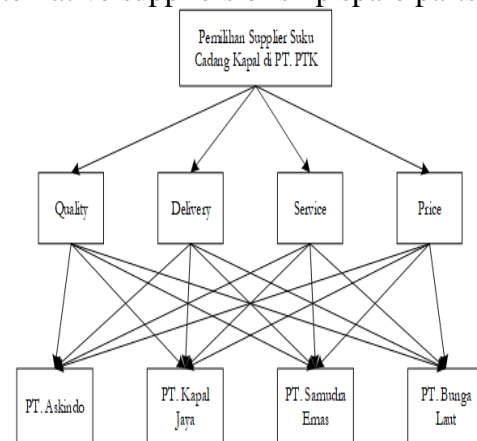 Pemilihan Supplier Suku
Cadang Kapal di PT. PTK
Quality
Delivery
Service
Price
PT. Askindo
PT. Kapal
Jaya
PT. Samudra
Emas
PT. Bunga
Laut